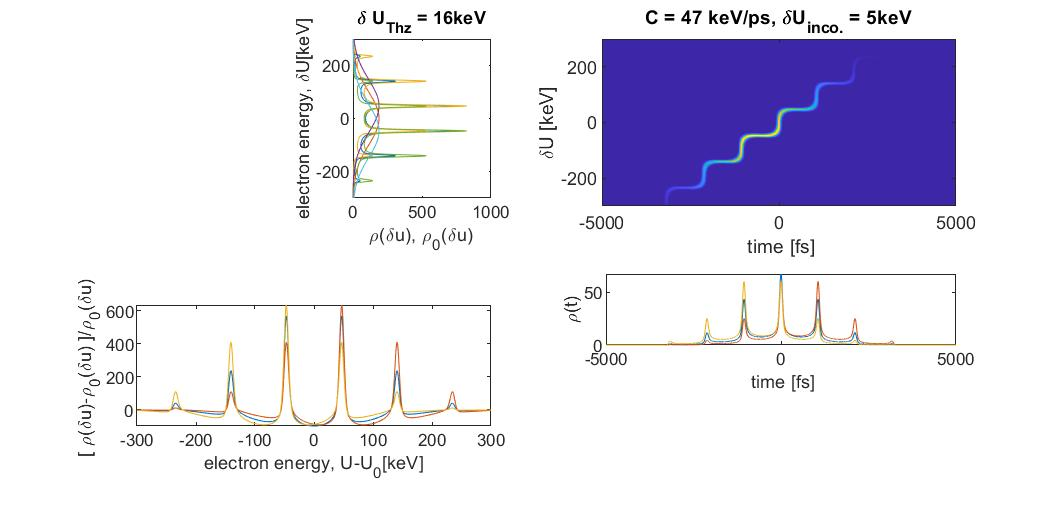 δ U_Thz = 16keV
electron energy, δU[keV]
200
0
-200
0 500 1000
ρ(δu), ρ_0(δu)
C = 47 keV/ps, δU_inco. = 5keV
δU [keV]
200
0
-200
-5000 0 5000
time [fs]
[ ρ(δu)-ρ_0(δu) ]/ρ_0(δu)
600
400
200
0
-300 -200 -100 0 100 200 300
electron energy, U-U_0[keV]
ρ(t)
50
0
-5000 0 5000
time [fs]